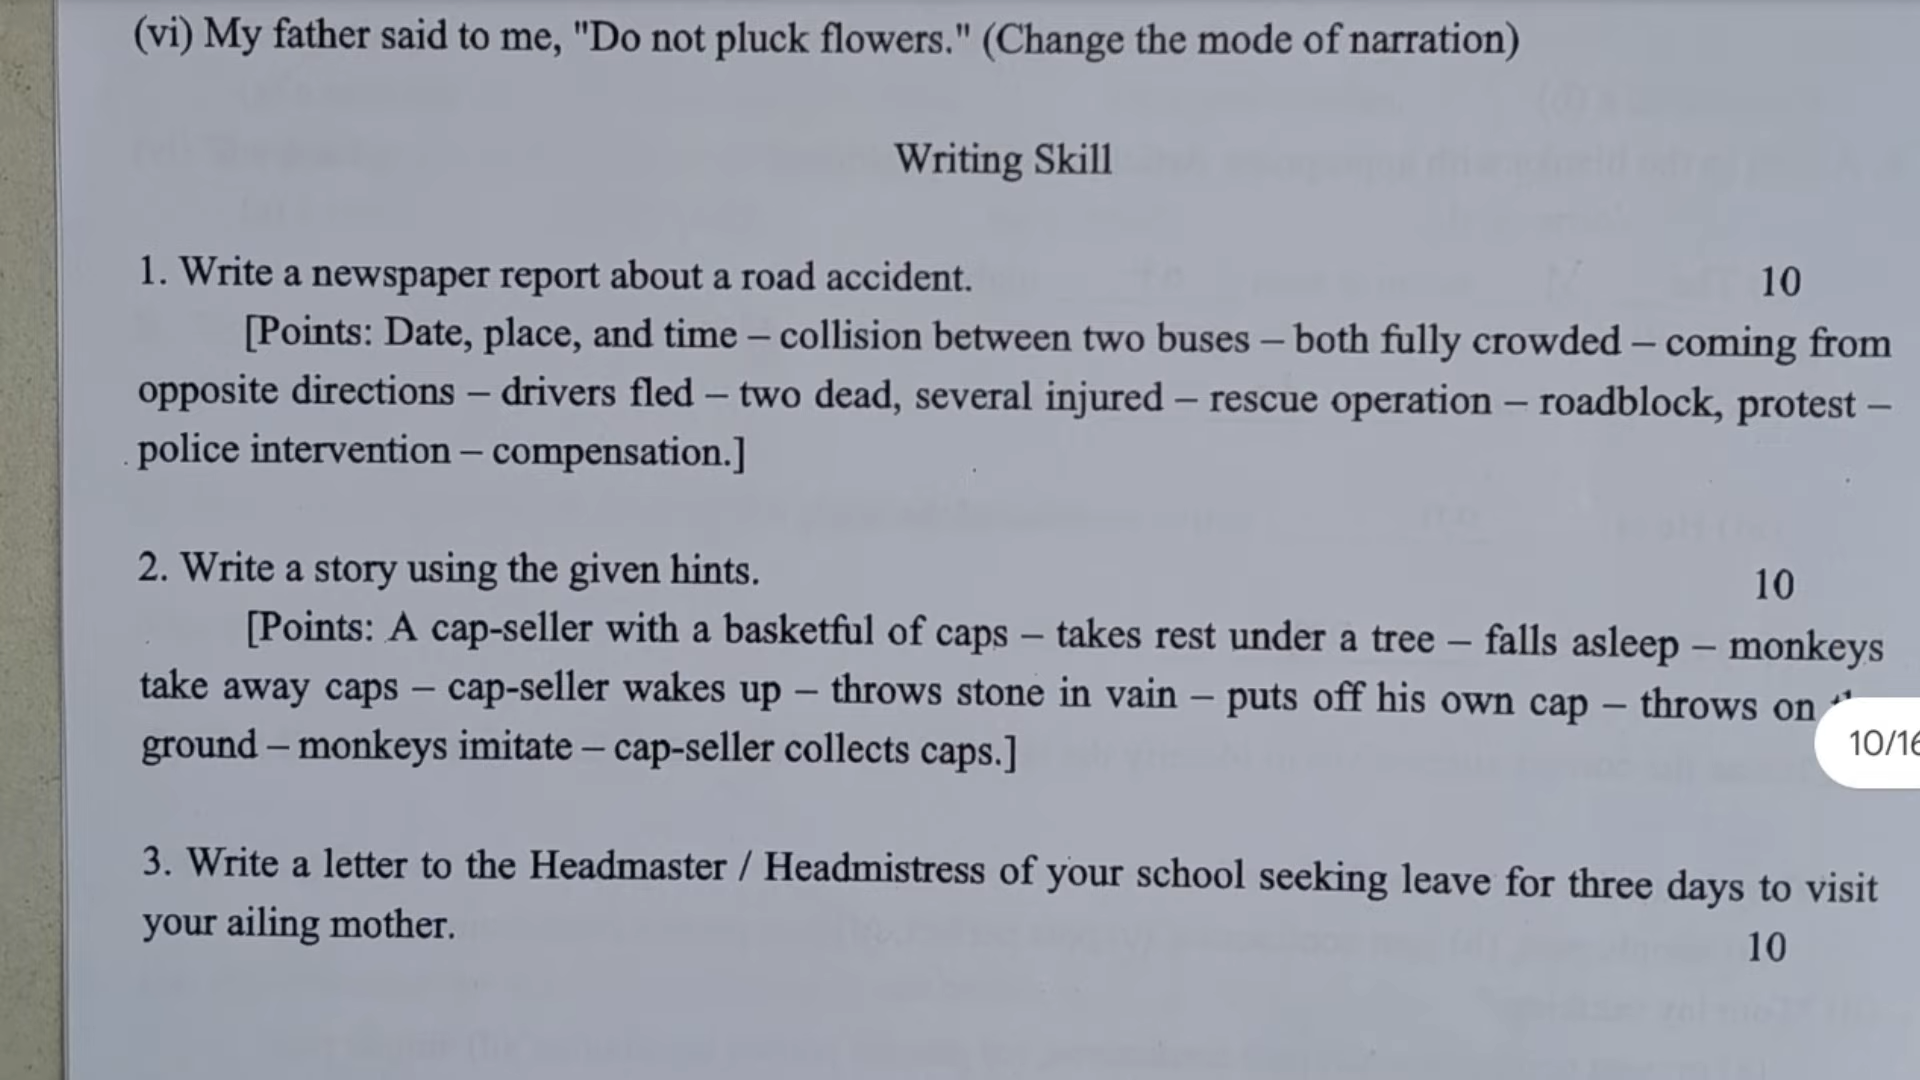 (vi) My father said to me, "Do not pluck flowers." (Change the mode of narration)
Writing Skill
1. Write a newspaper report about a road accident. 10
[Points: Date, place, and time – collision between two buses – both fully crowded – coming from
opposite directions – drivers fled – two dead, several injured – rescue operation – roadblock, protest –
police intervention – compensation.]
2. Write a story using the given hints. 10
[Points: A cap-seller with a basketful of caps – takes rest under a tree – falls asleep – monkeys
take away caps – cap-seller wakes up – throws stone in vain – puts off his own cap – throws on
ground – monkeys imitate – cap-seller collects caps.]
10/16
3. Write a letter to the Headmaster / Headmistress of your school seeking leave for three days to visit
your ailing mother. 10